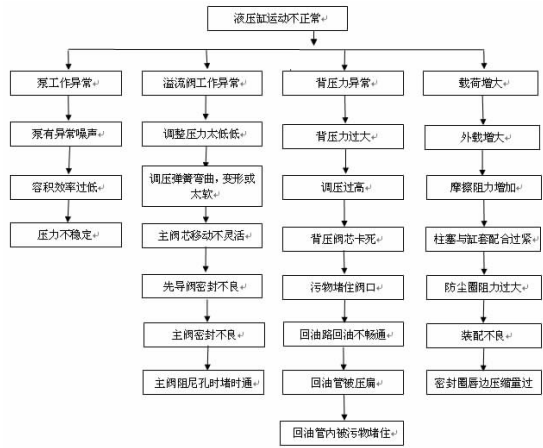 液压缸运动不正常
泵工作异常
溢流阀工作异常
背压力异常
载荷增大
泵有异常噪声
调整压力太低低
背压力过大
外载增大
容积效率过低
调压弹簧弯曲，变形或
太软
调压过高
摩擦阻力增加
压力不稳定
主阀芯移动不灵活
背压阀芯卡死
柱塞与缸套配合过紧
先导阀密封不良
污物堵住阀口
防尘圈阻力过大
主阀密封不良
回油路回油不畅通
装配不良
主阀阻尼孔时堵时通
回油管被压扁
密封圈唇边压缩量过
回油管内被污物堵住